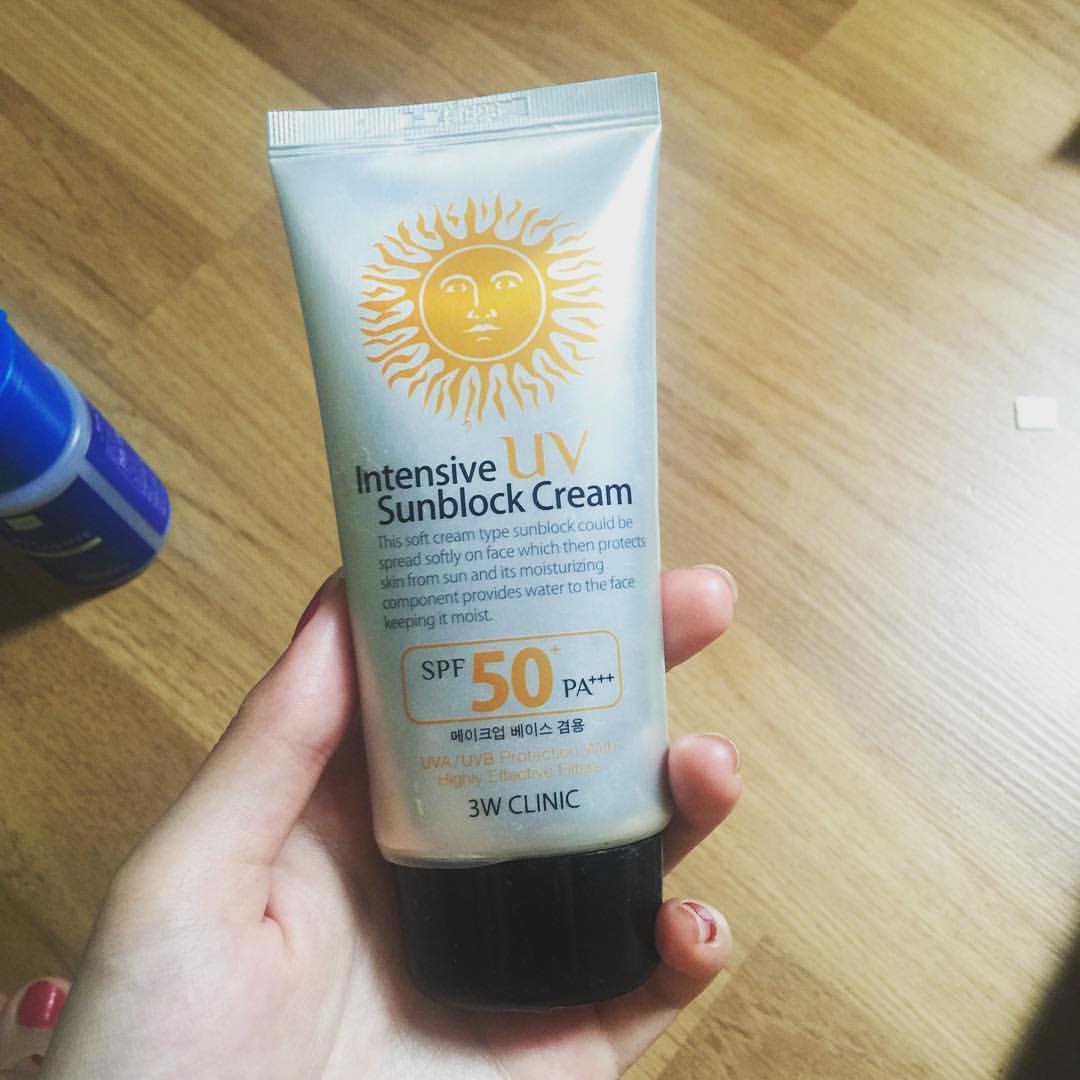 Intensive UV
Sunblock Cream
This soft cream type sunblock could be
spread softly on face which then protects
skin from sun and its moisturizing
component provides water to the face
keeping it moist.
SPF 50+ PA+++
메이크업 베이스 겸용
UVA/UVB Protection With
Highly Effective Filters
3W CLINIC